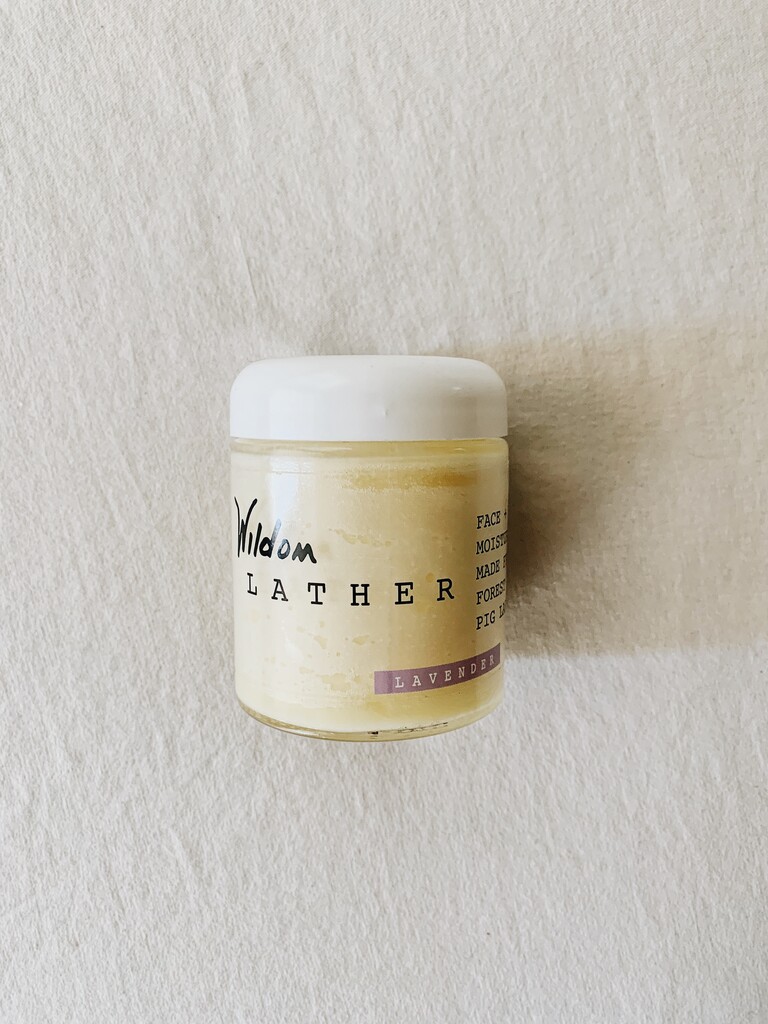 Wildom
LATHER
FACE +
MADE
FOREST
PIG
LAVENDER